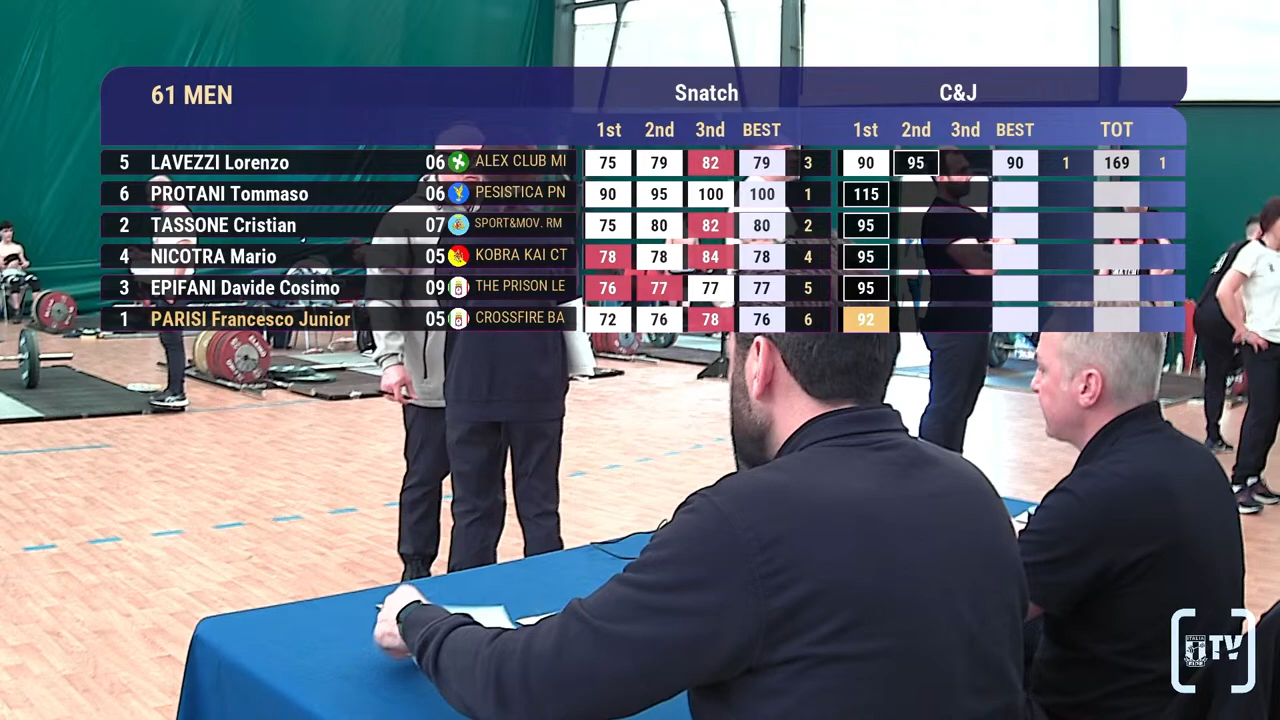 61 MEN Snatch C&J
1st 2nd 3nd BEST 1st 2nd 3nd BEST TOT
5 LAVEZZI Lorenzo 06 ALEX CLUB MI 75 79 82 79 3 90 95 90 1 169 1
6 PROTANI Tommaso 06 PESISTICA PN 90 95 100 100 1 115
2 TASSONE Cristian 07 SPORT&MOV. RM 75 80 82 80 2 95
4 NICOTRA Mario 05 KOBRA KAI CT 78 78 84 78 4 95
3 EPIFANI Davide Cosimo 09 THE PRISON LE 76 77 77 77 5 95
1 PARISI Francesco Junior 05 CROSSFIRE BA 72 76 78 76 6 92
ITALIA
TV